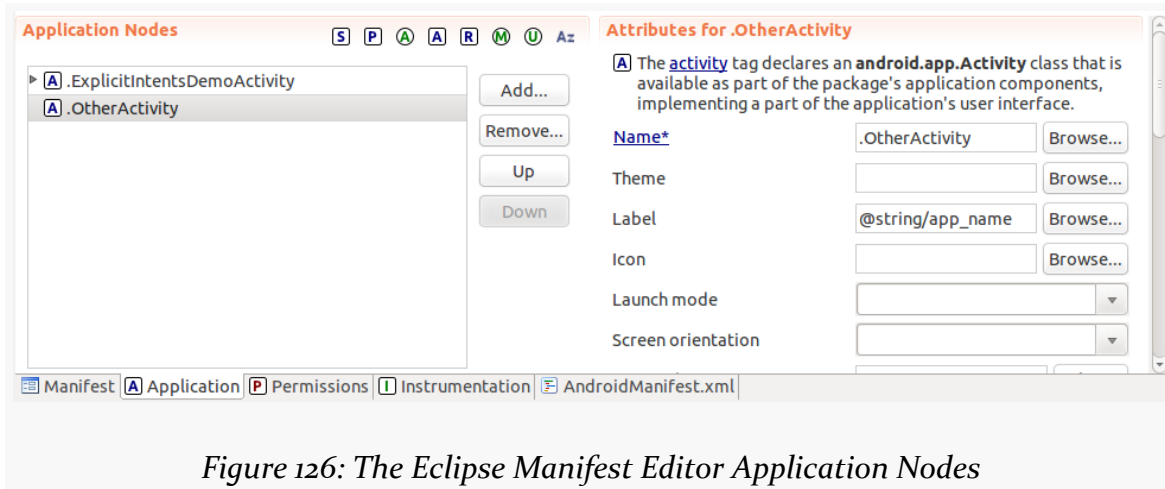 Application Nodes
S P A A R M U Az
A .ExplicitIntentsDemoActivity
A .OtherActivity
Add...
Remove...
Up
Down
Attributes for .OtherActivity
A The activity tag declares an android.app.Activity class that is
available as part of the package's application components,
implementing a part of the application's user interface.
Name* .OtherActivity Browse...
Theme Browse...
Label @string/app_name Browse...
Icon Browse...
Launch mode
Screen orientation
Manifest A Application P Permissions I Instrumentation AndroidManifest.xml
Figure 126: The Eclipse Manifest Editor Application Nodes